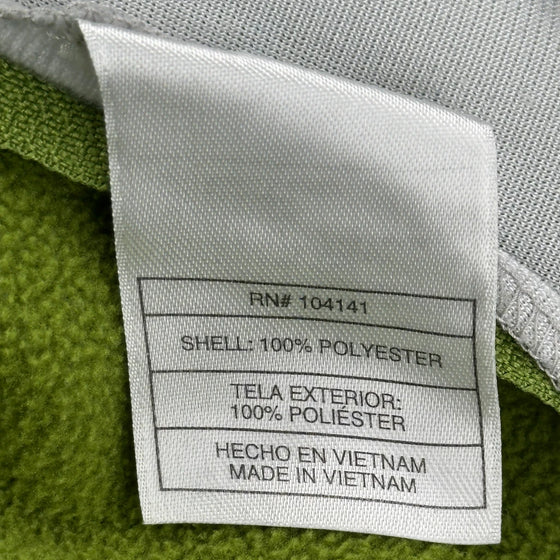 RN# 104141
SHELL: 100% POLYESTER
TELA EXTERIOR:
100% POLIÉSTER
HECHO EN VIETNAM
MADE IN VIETNAM